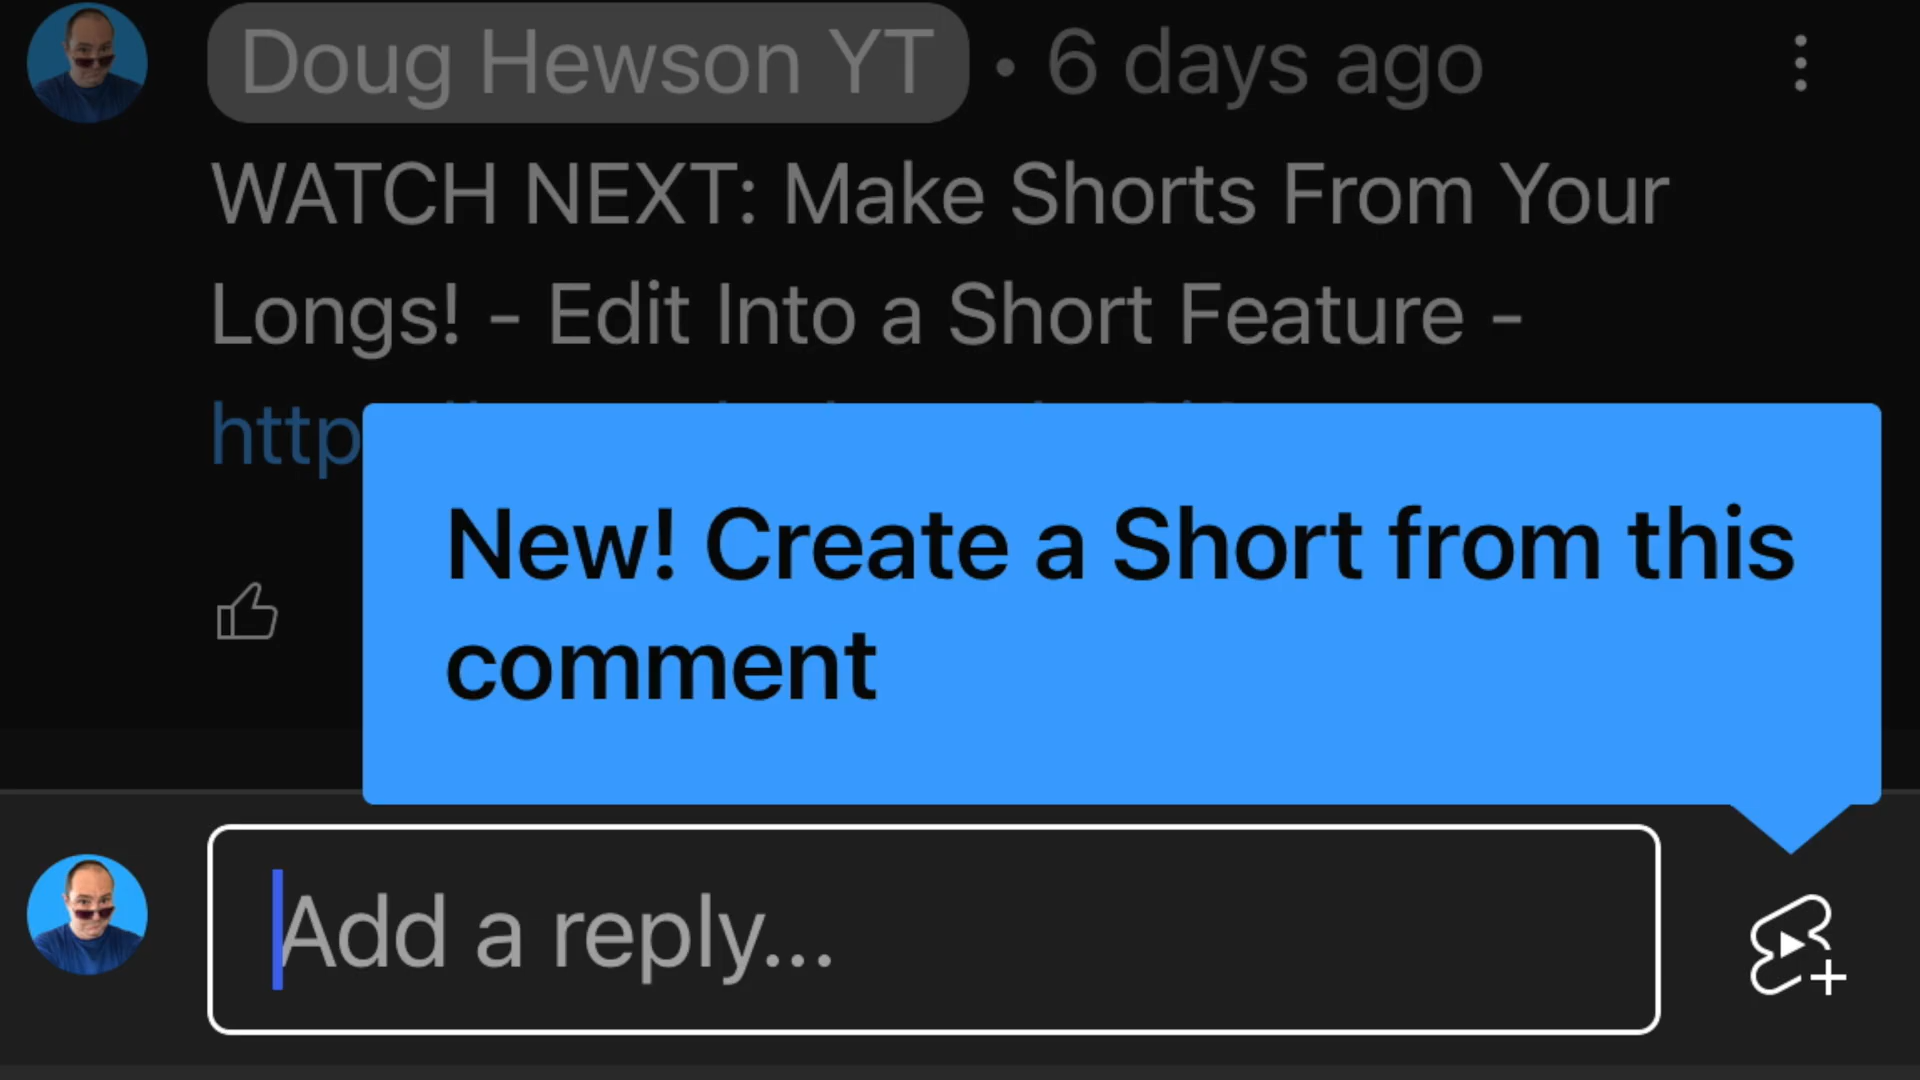 Doug Hewson YT • 6 days ago
WATCH NEXT: Make Shorts From Your
Longs! - Edit Into a Short Feature -
http
New! Create a Short from this
comment
Add a reply...